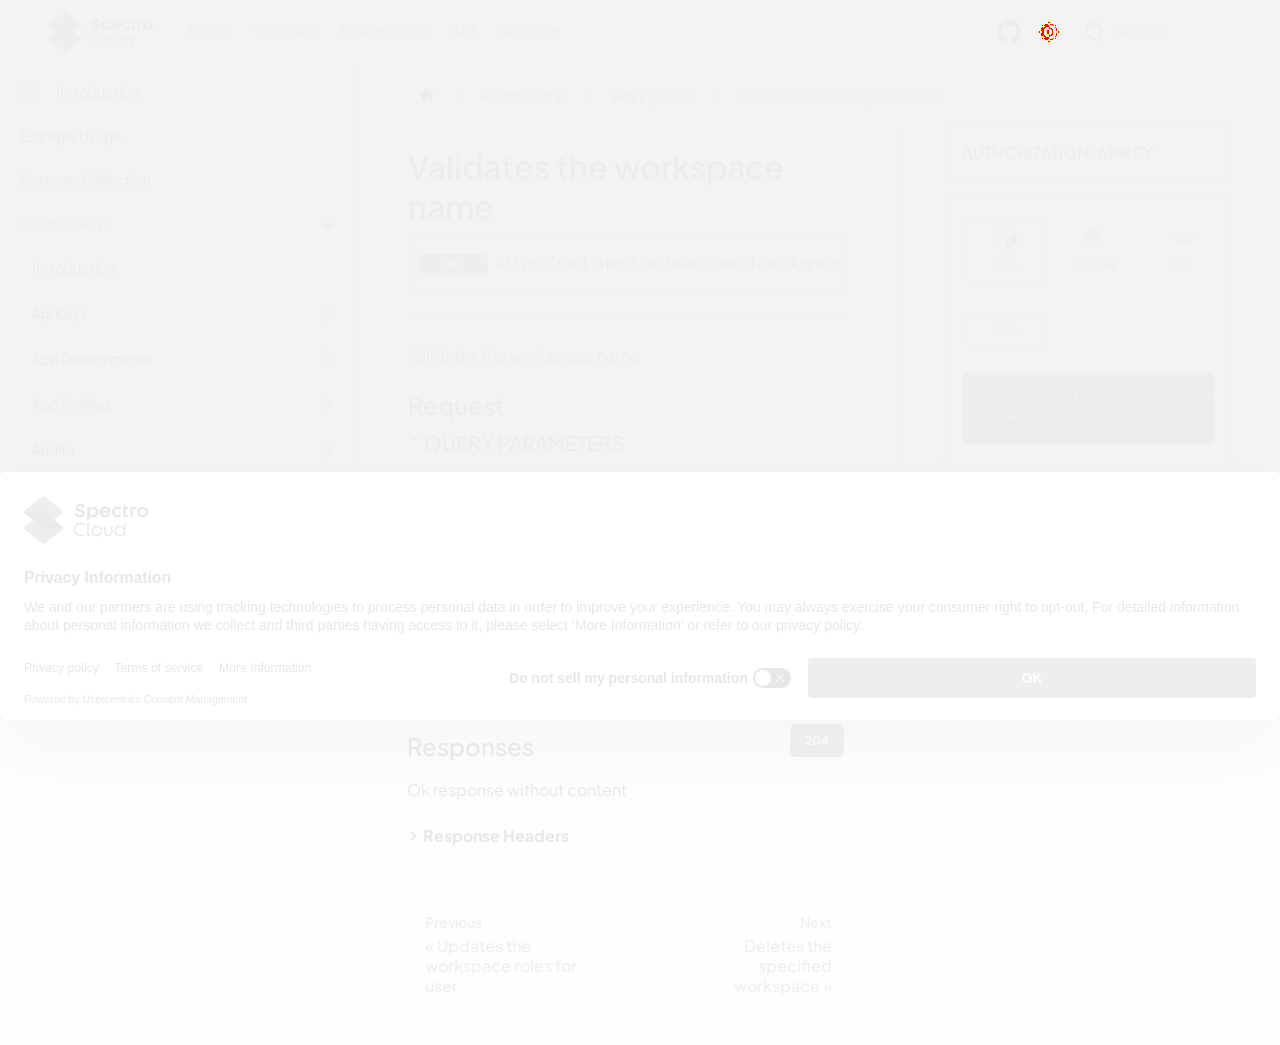 Spectro
Cloud
Docs Tutorials Downloads API latest
Search
Introduction
Example Usage
Postman Collection
Palette API V1
Introduction
Api Keys
App Deployments
App Profiles
Audits
Palette API V1
Workspaces
Validates the workspace name
Validates the workspace
name
GET https://api.spectrocloud.com/v1/workspaces
Validates the workspace name
Request
QUERY PARAMETERS
AUTHORIZATION: APIKEY
CURL PYTHON GO
CURL
Spectro
Cloud
Privacy Information
We and our partners are using tracking technologies to process personal data in order to improve your experience. You may always exercise your consumer right to opt-out. For detailed information
about personal information we collect and third parties having access to it, please select ‘More Information’ or refer to our privacy policy.
Privacy policy Terms of service More Information
Do not sell my personal information
OK
Powered by Usercentrics Consent Management
Responses
204
Ok response without content
Response Headers
Previous
« Updates the
workspace roles for
user
Next
Deletes the
specified
workspace »